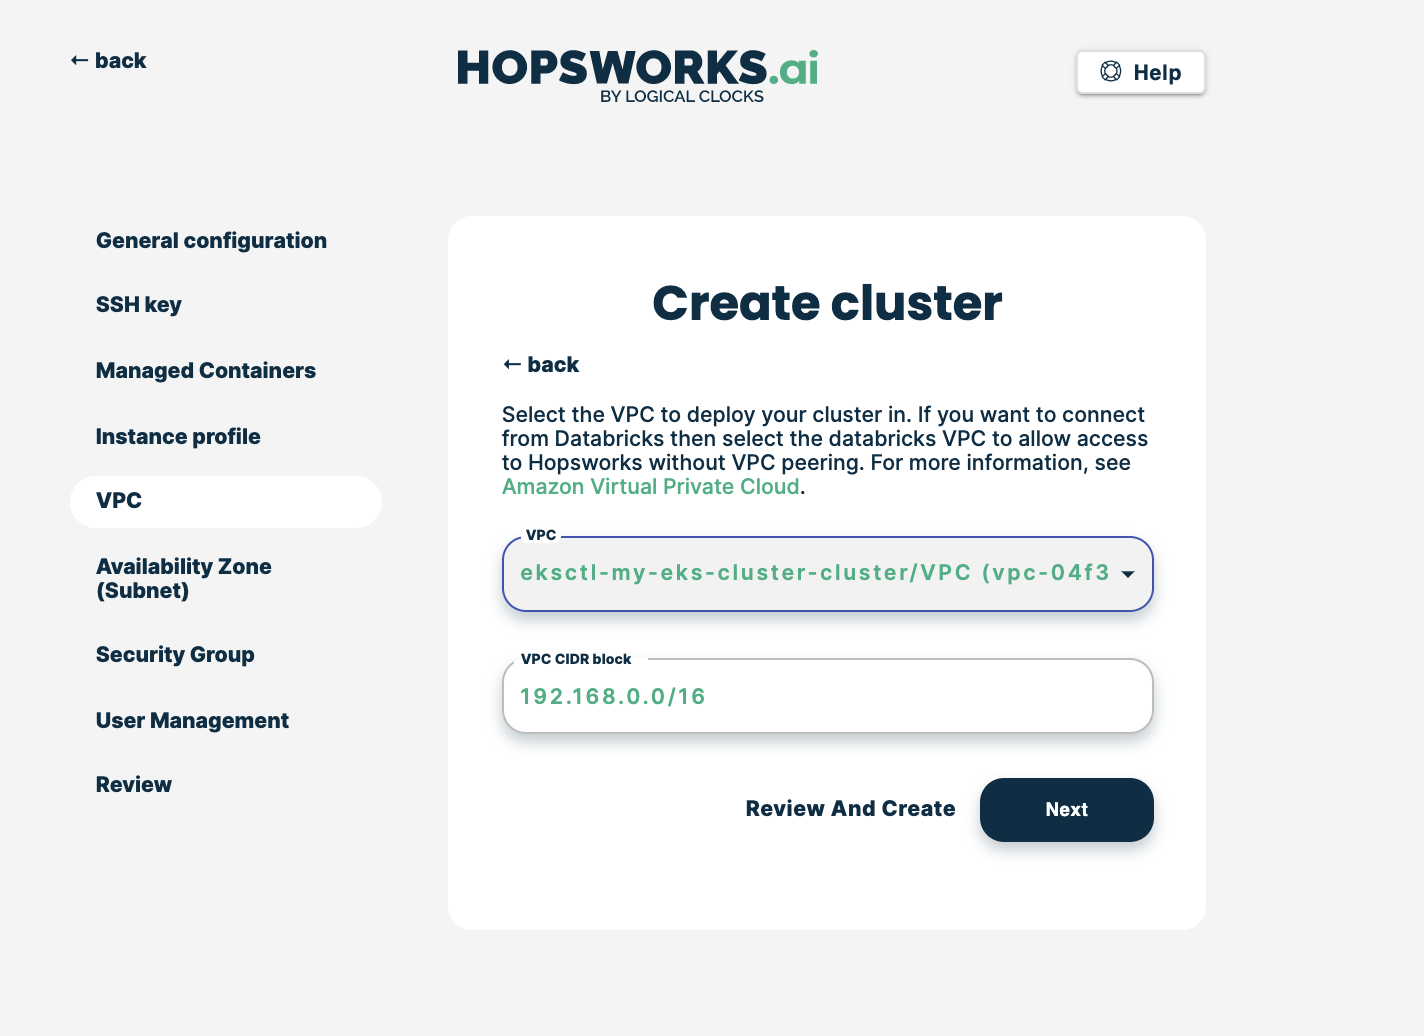 ← back
HOPSWORKS.ai
BY LOGICAL CLOCKS
Help
General configuration
SSH key
Managed Containers
Instance profile
VPC
Availability Zone
(Subnet)
Security Group
User Management
Review
Create cluster
← back
Select the VPC to deploy your cluster in. If you want to connect
from Databricks then select the databricks VPC to allow access
to Hopsworks without VPC peering. For more information, see
Amazon Virtual Private Cloud.
VPC
eksctl-my-eks-cluster-cluster/VPC (vpc-04f3
VPC CIDR block
192.168.0.0/16
Review And Create
Next